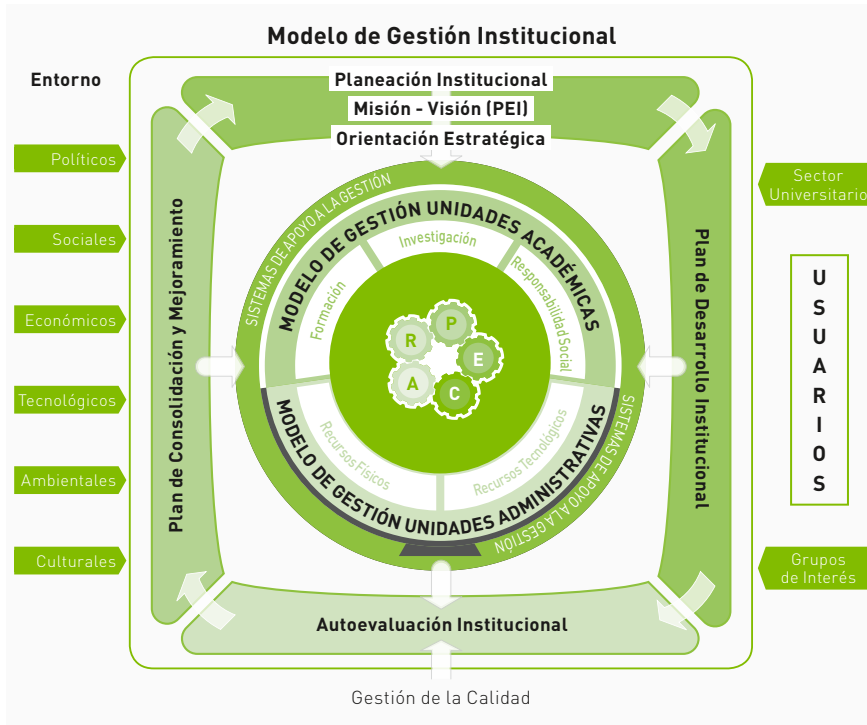 Modelo de Gestión Institucional
Entorno
Planeación Institucional
Misión - Visión (PEI)
Orientación Estratégica
Políticos
Sociales
Económicos
Tecnológicos
Ambientales
Culturales
Plan de Consolidación y Mejoramiento
SISTEMAS DE APOYO A LA GESTIÓN
MODELO DE GESTIÓN UNIDADES ACADÉMICAS
Formación
Investigación
Responsabilidad Social
R
P
E
A
C
Recursos Físicos
Recursos Tecnológicos
MODELO DE GESTIÓN UNIDADES ADMINISTRATIVAS
SISTEMAS DE APOYO A LA GESTIÓN
Plan de Desarrollo Institucional
Sector
Universitario
U
S
U
A
R
I
O
S
Grupos
de Interés
Autoevaluación Institucional
Gestión de la Calidad